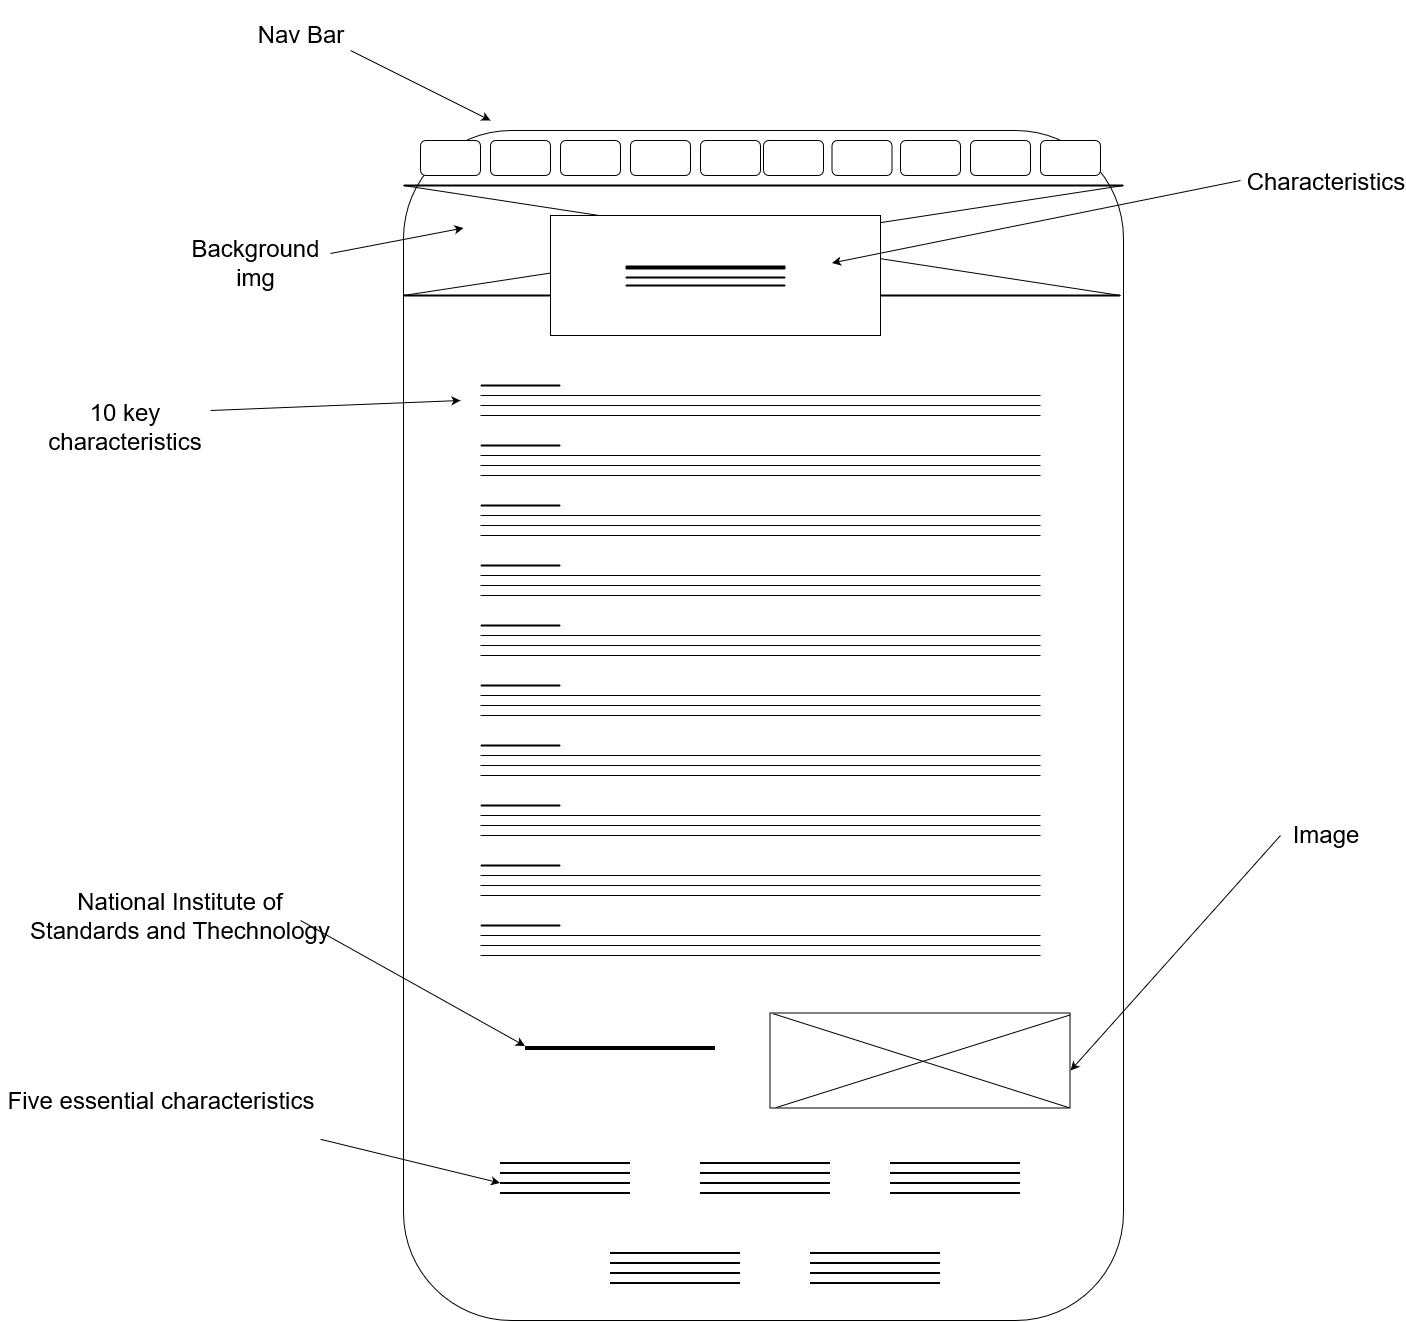 Nav Bar
Characteristics
Background
img
10 key
characteristics
Image
National Institute of
Standards and Thechnology
Five essential characteristics